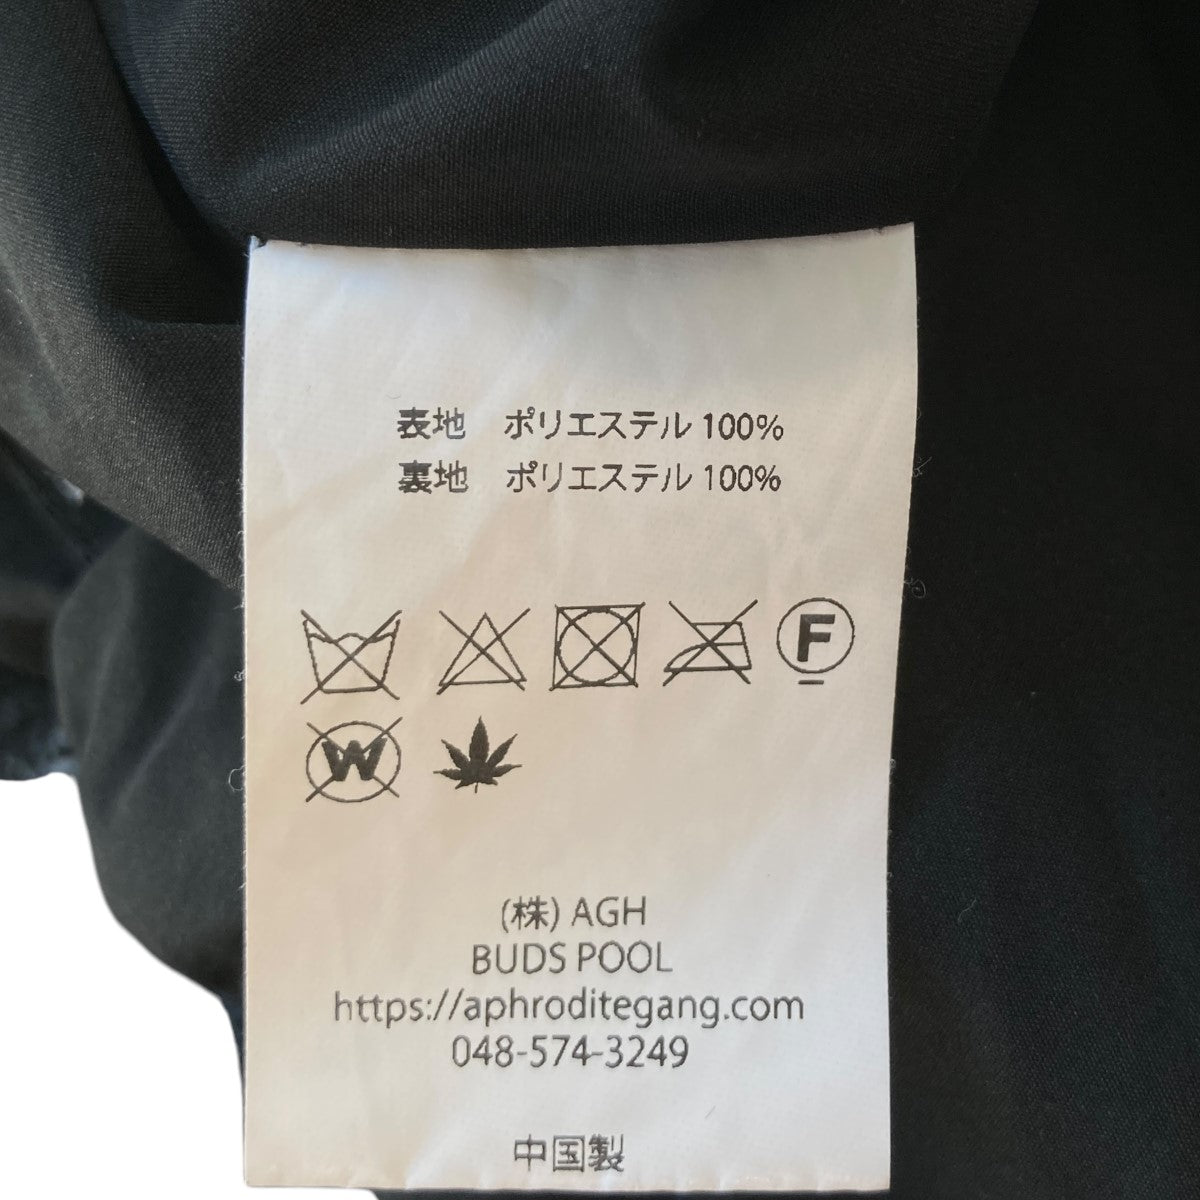 表地　ポリエステル 100%
裏地　ポリエステル 100%
F
W
(株) AGH
BUDS POOL
https://aphroditegang.com
048-574-3249
中国製